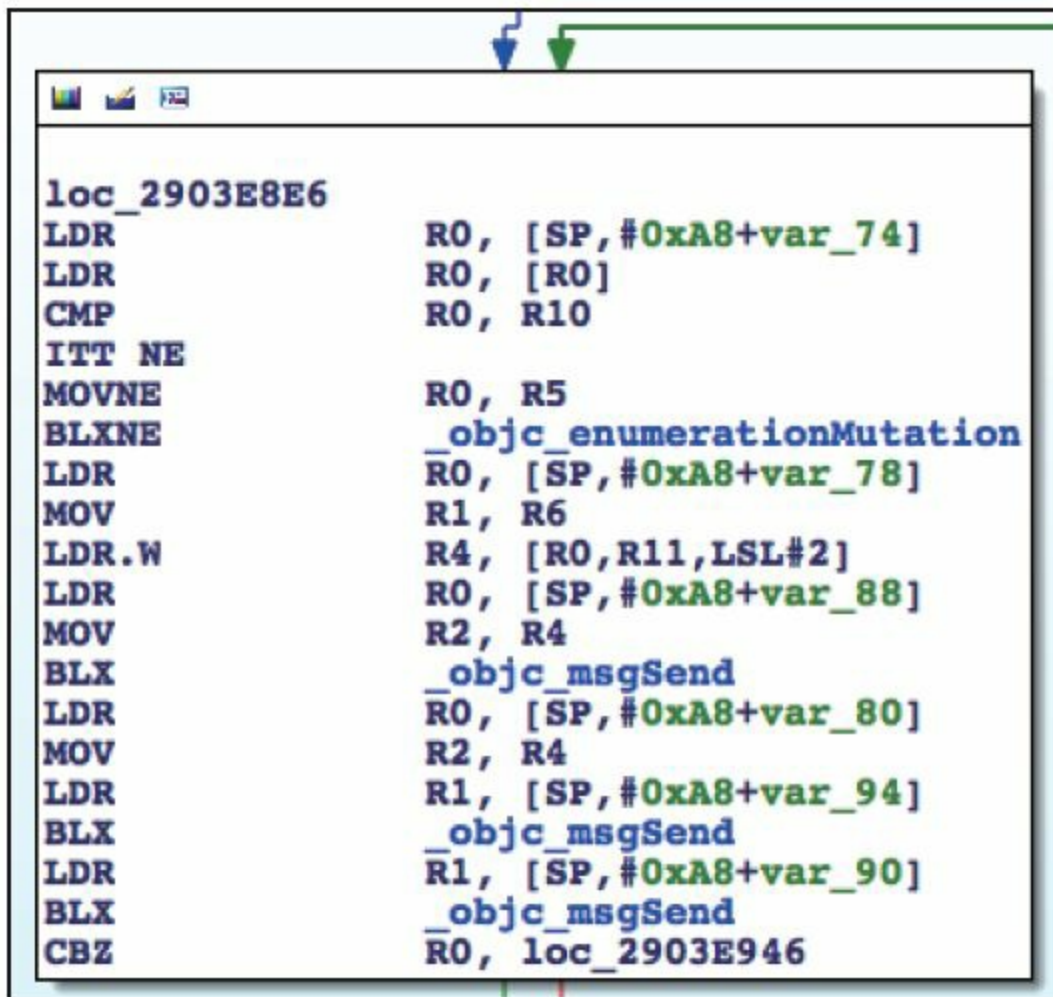 loc_2903E8E6
LDR R0, [SP,#0xA8+var_74]
LDR R0, [R0]
CMP R0, R10
ITT NE
MOVNE R0, R5
BLXNE _objc_enumerationMutation
LDR R0, [SP,#0xA8+var_78]
MOV R1, R6
LDR.W R4, [R0,R11,LSL#2]
LDR R0, [SP,#0xA8+var_88]
MOV R2, R4
BLX _objc_msgSend
LDR R0, [SP,#0xA8+var_80]
MOV R2, R4
LDR R1, [SP,#0xA8+var_94]
BLX _objc_msgSend
LDR R1, [SP,#0xA8+var_90]
BLX _objc_msgSend
CBZ R0, loc_2903E946